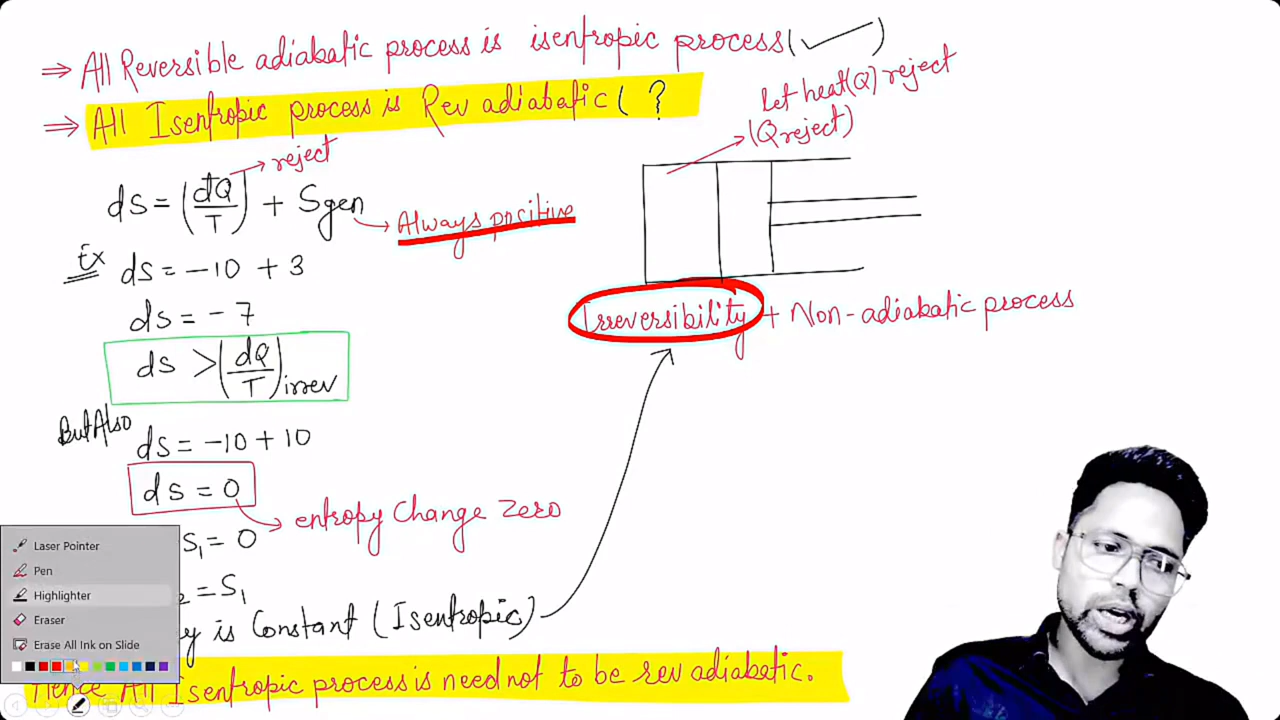 ⇒ All Reversible adiabatic process is isentropic process (✓)
⇒ All Isentropic process is Rev adiabatic ( ?
let heat(Q) reject
(Q reject)
→ reject
ds = (dQ/T) + Sgen
→ Always positive
Ex ds = -10 + 3
ds = -7
ds > (dQ/T)irrev
Irreversibility + Non-adiabatic process
But Also
ds = -10 + 10
ds = 0
→ entropy Change Zero
S₁ = 0
= S₁
is Constant (Isentropic)
Hence All Isentropic process is need not to be rev adiabatic.
Laser Pointer
Pen
Highlighter
Eraser
Erase All Ink on Slide